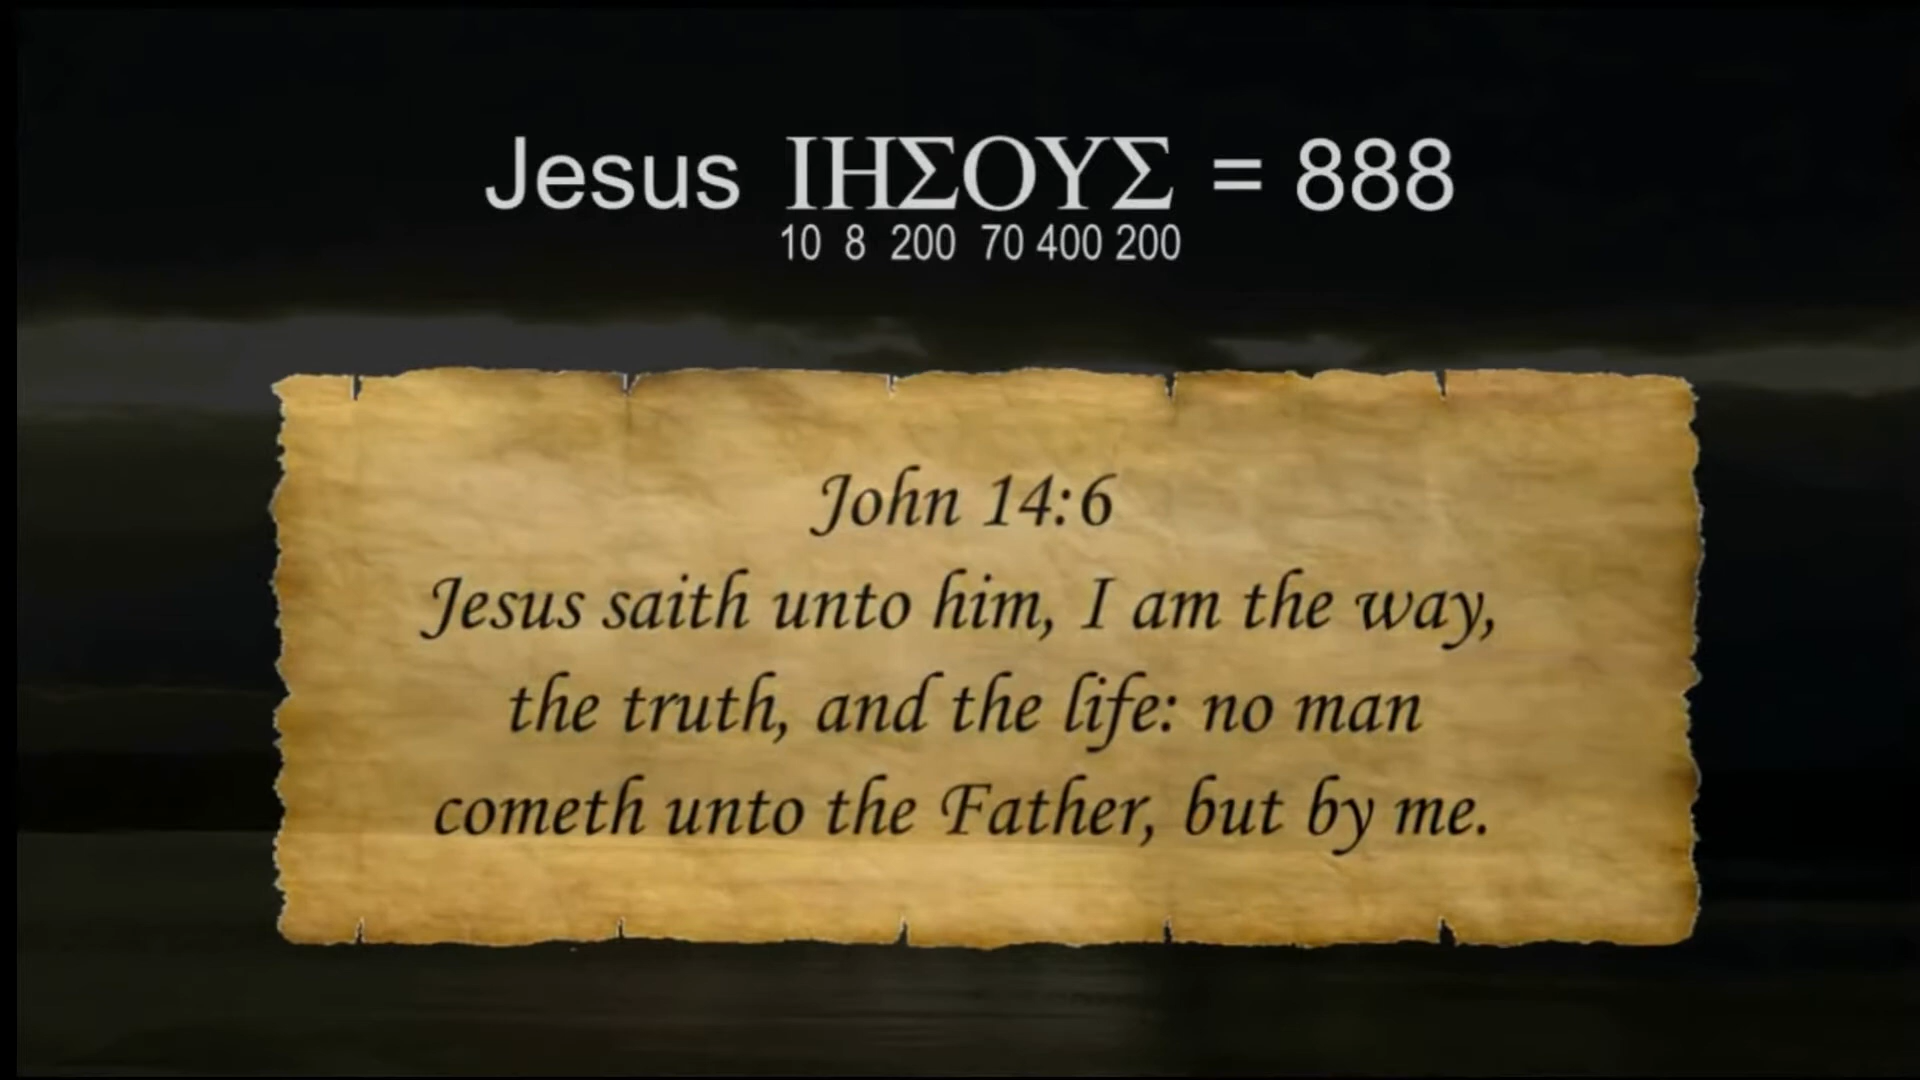 Jesus ΙΗΣΟΥΣ = 888
10 8 200 70 400 200
John 14:6
Jesus saith unto him, I am the way,
the truth, and the life: no man
cometh unto the Father, but by me.